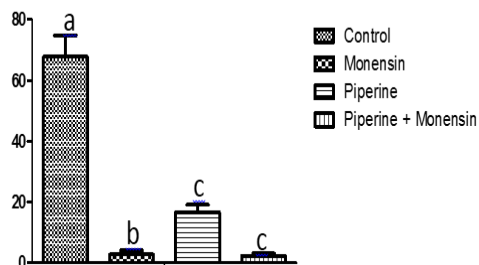 80
60
40
20
0
a
b
c
c
Control
Monensin
Piperine
Piperine + Monensin